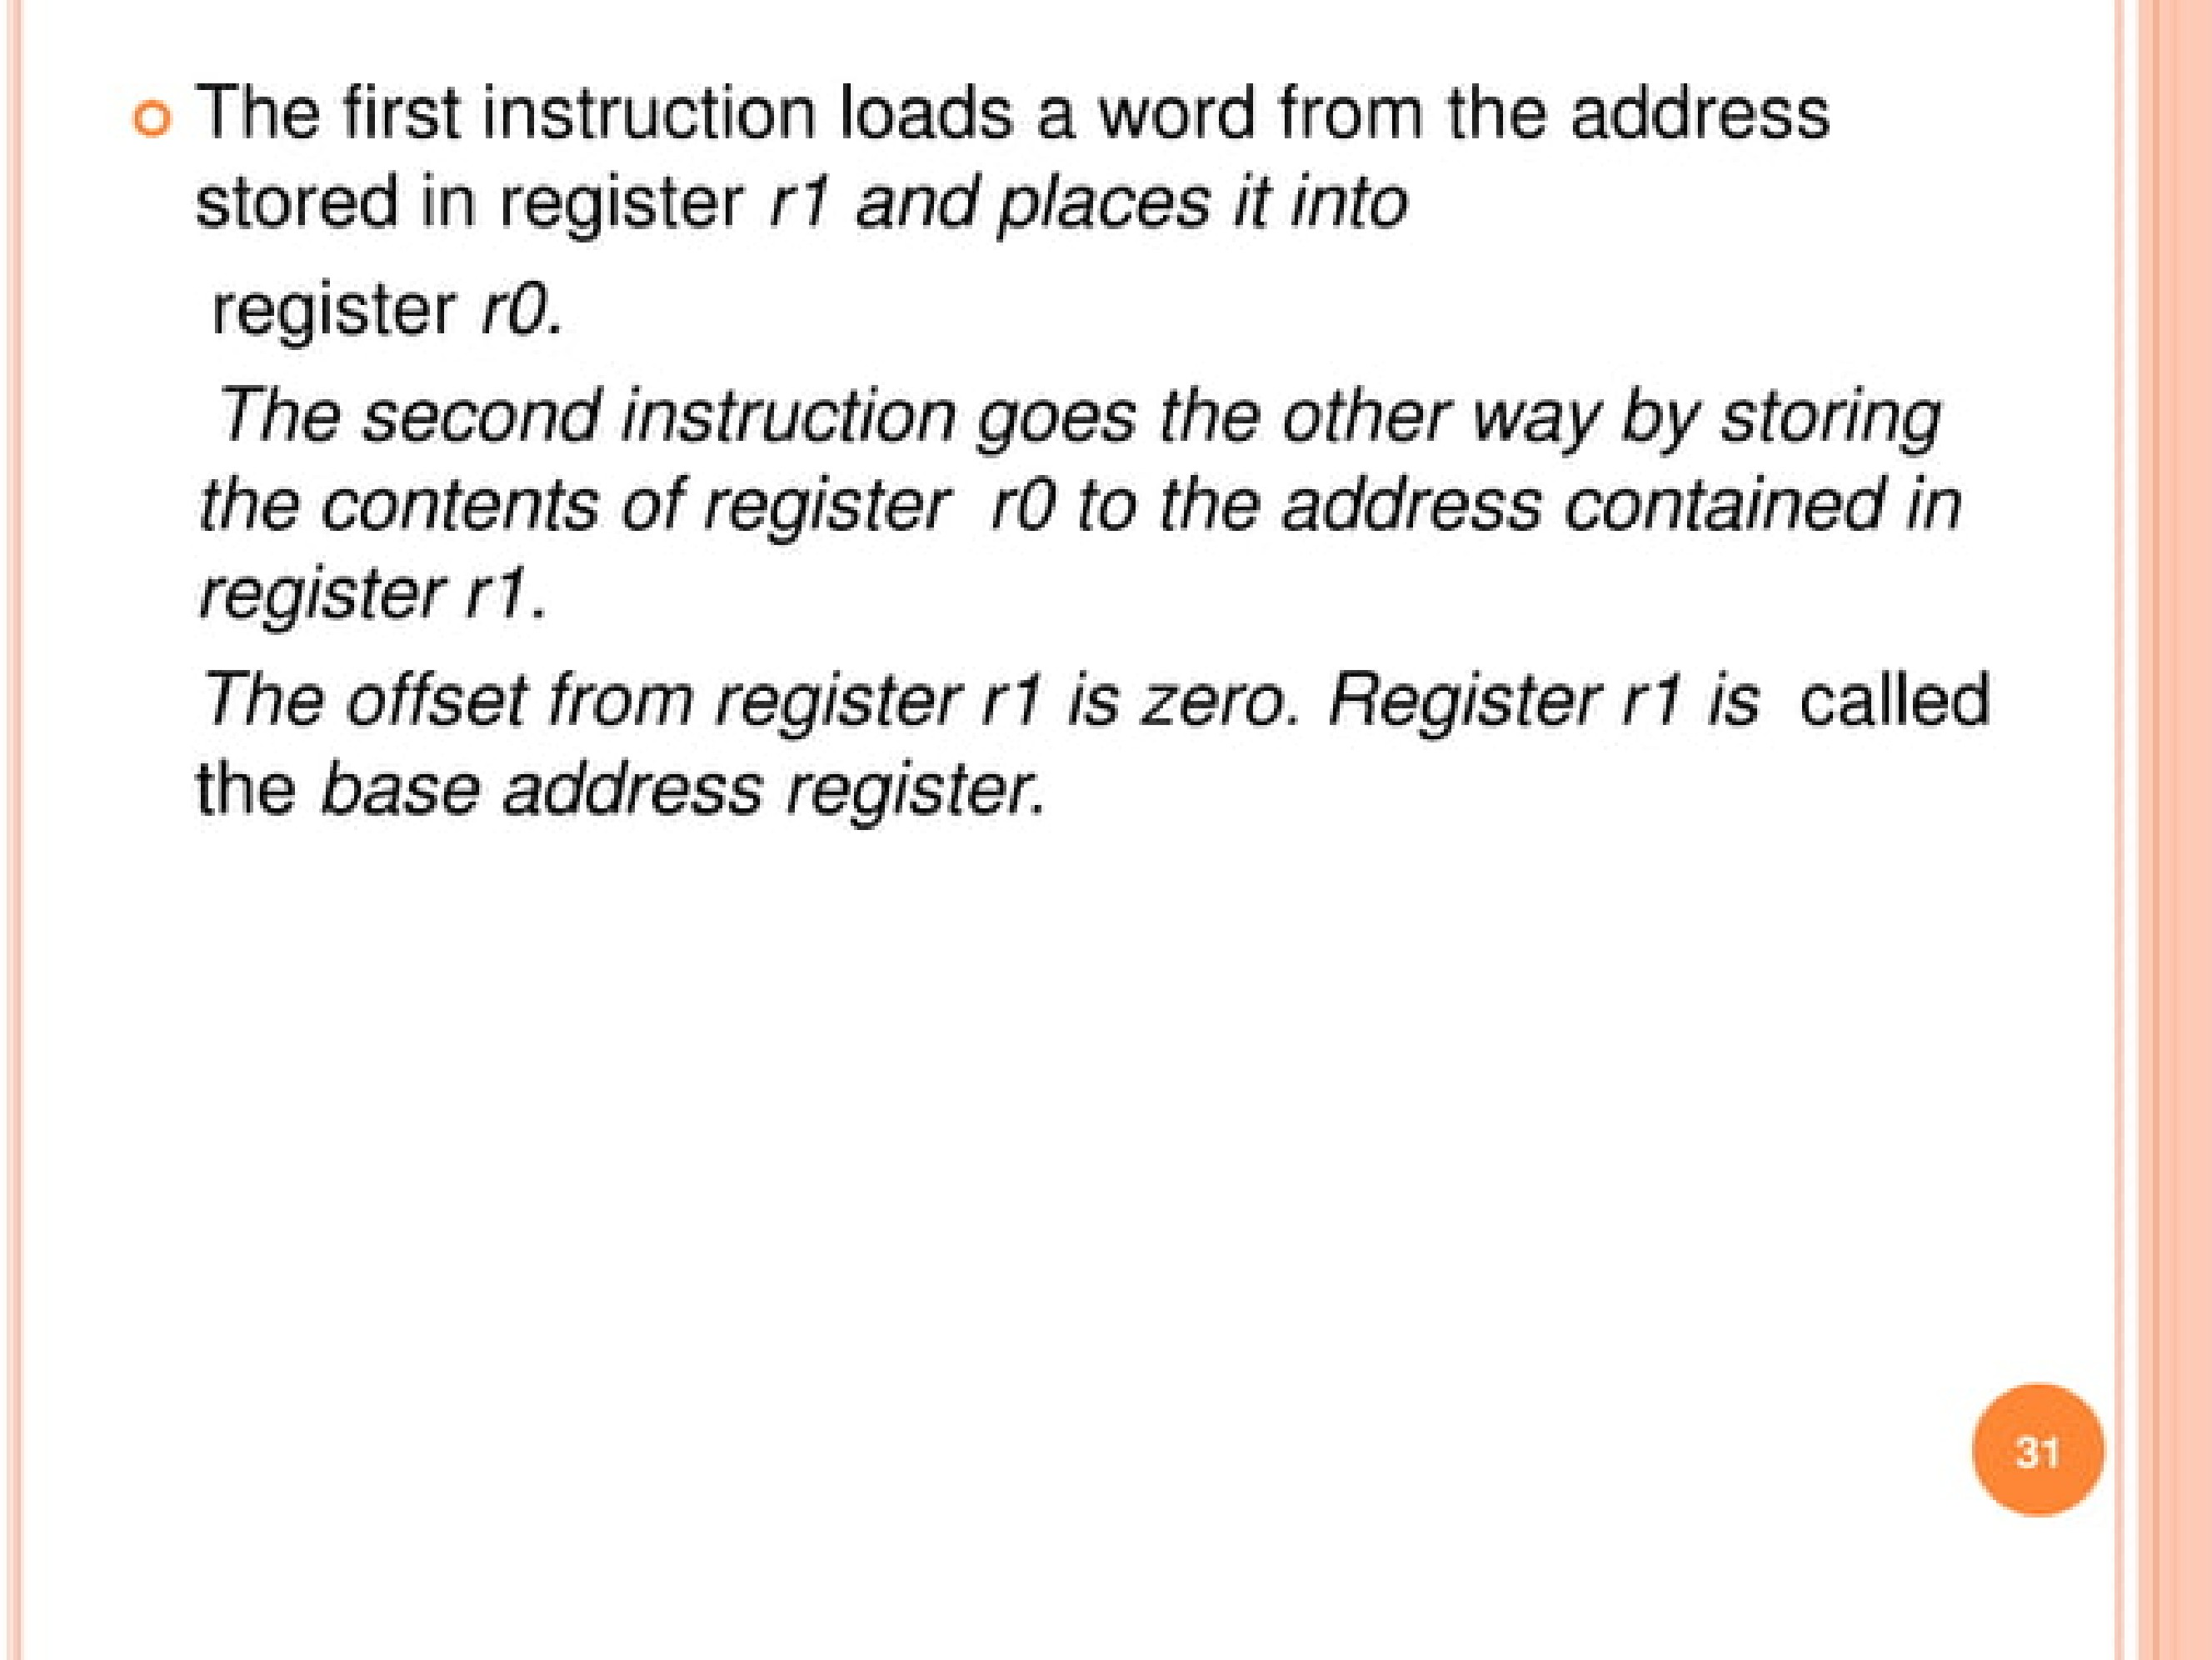 The first instruction loads a word from the address
stored in register r1 and places it into
register r0.
The second instruction goes the other way by storing
the contents of register r0 to the address contained in
register r1.
The offset from register r1 is zero. Register r1 is called
the base address register.
31